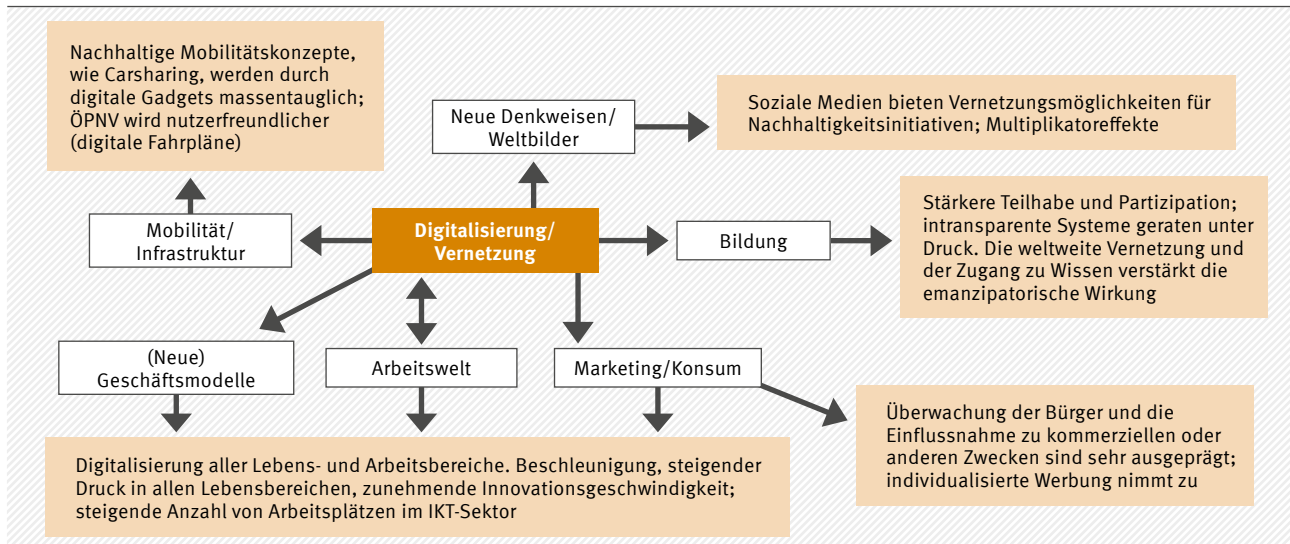 Nachhaltige Mobilitätskonzepte,
wie Carsharing, werden durch
digitale Gadgets massentauglich;
ÖPNV wird nutzerfreundlicher
(digitale Fahrpläne)
Neue Denkweisen/
Weltbilder
Soziale Medien bieten Vernetzungsmöglichkeiten für
Nachhaltigkeitsinitiativen; Multiplikatoreffekte
Mobilität/
Infrastruktur
Digitalisierung/
Vernetzung
Bildung
Stärkere Teilhabe und Partizipation;
intransparente Systeme geraten unter
Druck. Die weltweite Vernetzung und
der Zugang zu Wissen verstärkt die
emanzipatorische Wirkung
(Neue)
Geschäftsmodelle
Arbeitswelt
Marketing/Konsum
Überwachung der Bürger und die
Einflussnahme zu kommerziellen oder
anderen Zwecken sind sehr ausgeprägt;
individualisierte Werbung nimmt zu
Digitalisierung aller Lebens- und Arbeitsbereiche. Beschleunigung, steigender
Druck in allen Lebensbereichen, zunehmende Innovationsgeschwindigkeit;
steigende Anzahl von Arbeitsplätzen im IKT-Sektor